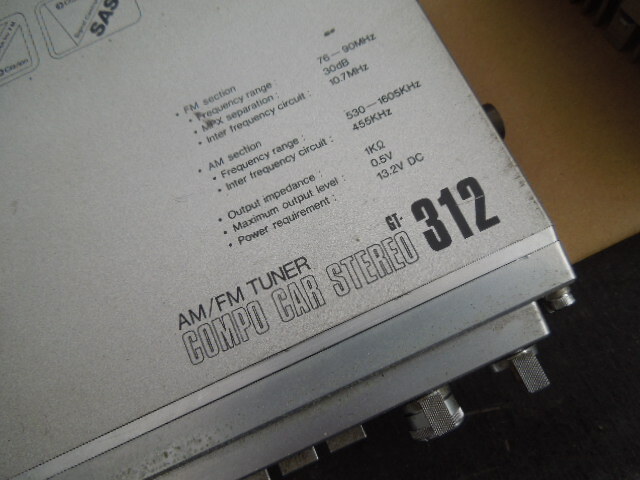 SAS
• FM section
• Frequency range : 76—90MHz
• MPX separation : 30dB
• Inter frequency circuit : 10.7MHz
• AM section
• Frequency range : 530—1605KHz
• Inter frequency circuit : 455KHz
• Output impedance : 1KΩ
• Maximum output level : 0.5V
• Power requirement : 13.2V DC
AM/FM TUNER GT-
COMPO CAR STEREO 312